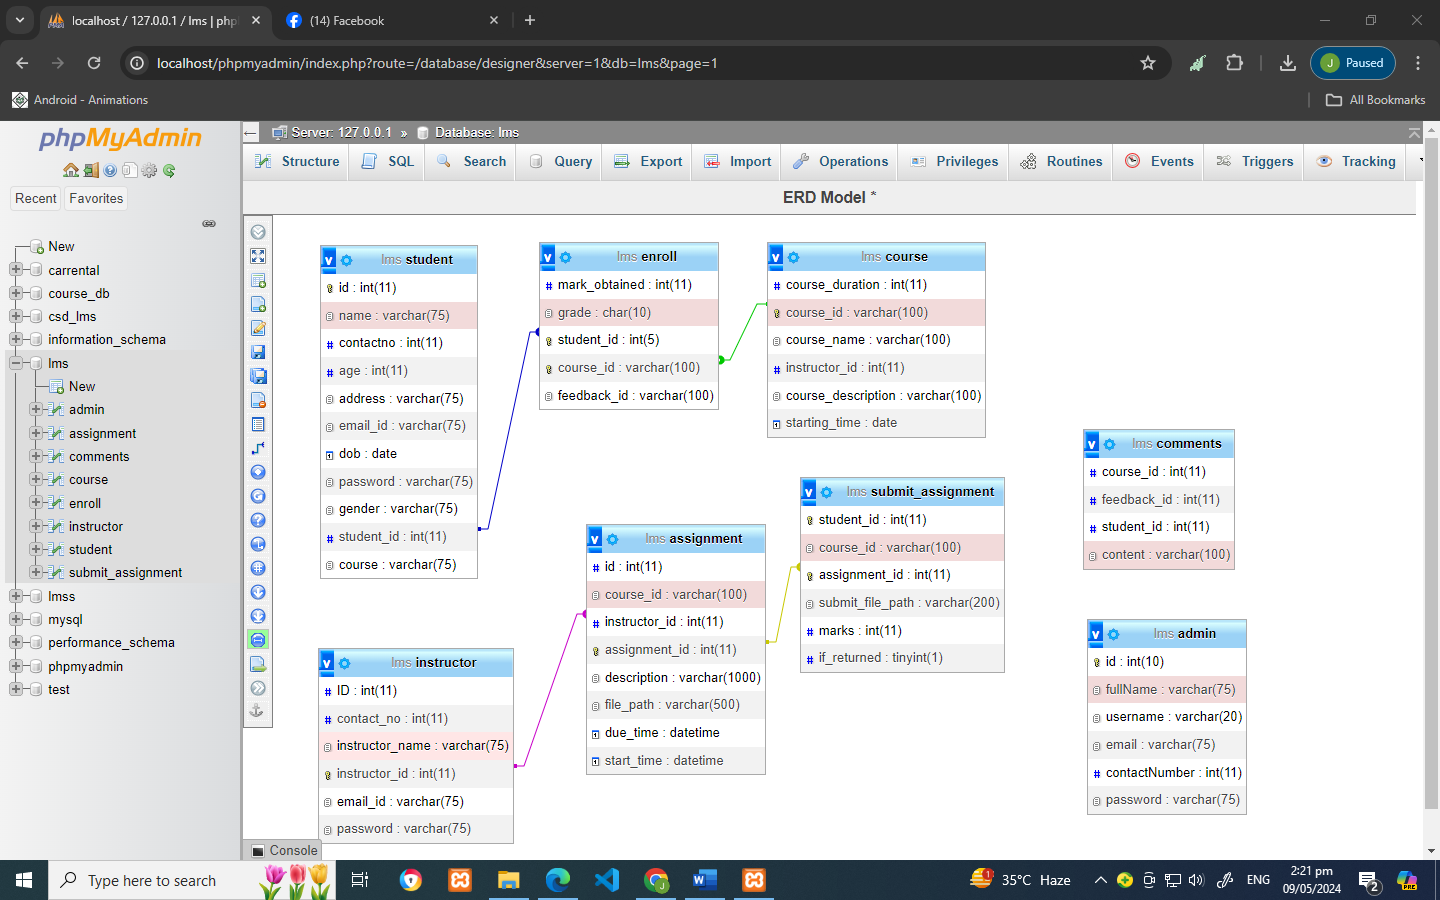 localhost / 127.0.0.1 / lms | php
(14) Facebook
localhost/phpmyadmin/index.php?route=/database/designer&server=1&db=lms&page=1
J Paused
Android - Animations
All Bookmarks
phpMyAdmin
Recent
Favorites
New
carrental
course_db
csd_lms
information_schema
lms
New
admin
assignment
comments
course
enroll
instructor
student
submit_assignment
lmss
mysql
performance_schema
phpmyadmin
test
Server: 127.0.0.1 » Database: lms
Structure
SQL
Search
Query
Export
Import
Operations
Privileges
Routines
Events
Triggers
Tracking
ERD Model *
v lms student
id : int(11)
name : varchar(75)
contactno : int(11)
age : int(11)
address : varchar(75)
email_id : varchar(75)
dob : date
password : varchar(75)
gender : varchar(75)
student_id : int(11)
course : varchar(75)
v lms enroll
mark_obtained : int(11)
grade : char(10)
student_id : int(5)
course_id : varchar(100)
feedback_id : varchar(100)
v lms course
course_duration : int(11)
course_id : varchar(100)
course_name : varchar(100)
instructor_id : int(11)
course_description : varchar(100)
starting_time : date
v lms comments
course_id : int(11)
feedback_id : int(11)
student_id : int(11)
content : varchar(100)
v lms submit_assignment
student_id : int(11)
course_id : varchar(100)
assignment_id : int(11)
submit_file_path : varchar(200)
marks : int(11)
if_returned : tinyint(1)
v lms assignment
id : int(11)
course_id : varchar(100)
instructor_id : int(11)
assignment_id : int(11)
description : varchar(1000)
file_path : varchar(500)
due_time : datetime
start_time : datetime
v lms instructor
ID : int(11)
contact_no : int(11)
instructor_name : varchar(75)
instructor_id : int(11)
email_id : varchar(75)
password : varchar(75)
v lms admin
id : int(10)
fullName : varchar(75)
username : varchar(20)
email : varchar(75)
contactNumber : int(11)
password : varchar(75)
Console
Type here to search
1
35°C Haze
ENG
2:21 pm
09/05/2024
2
PRE